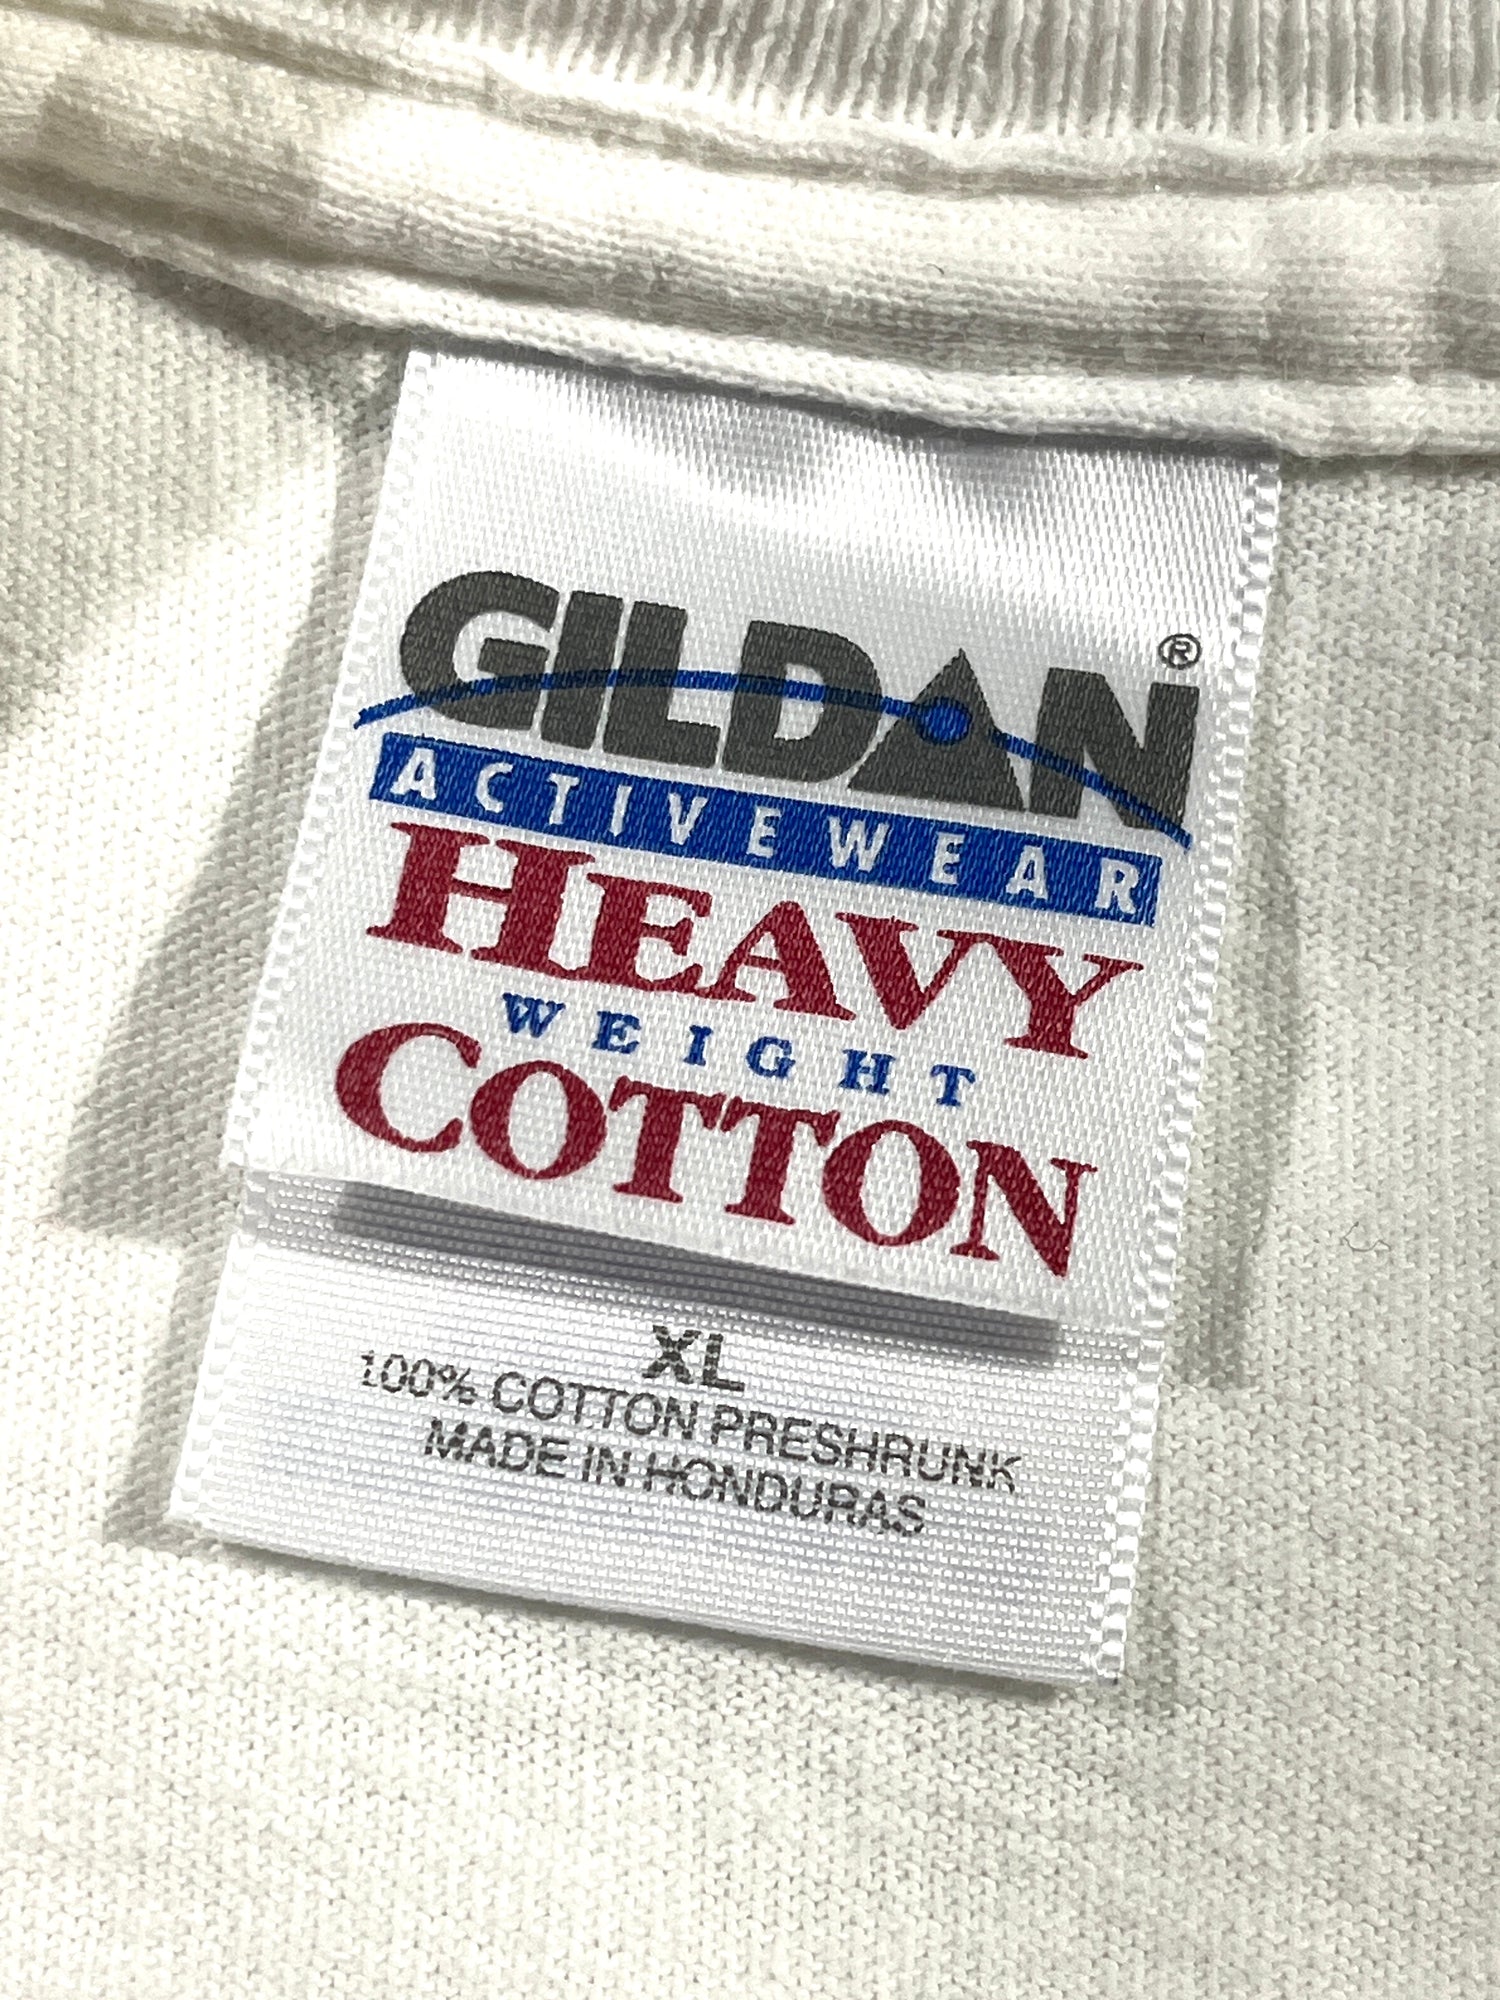 GILDAN®
ACTIVEWEAR
HEAVY
WEIGHT
COTTON
XL
100% COTTON PRESHRUNK
MADE IN HONDURAS